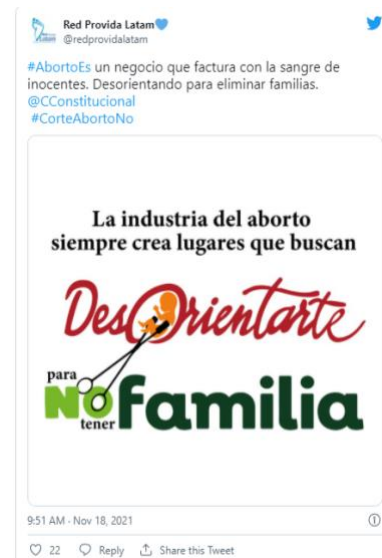 Red Provida Latam💙
@redprovidalatam
#AbortoEs un negocio que factura con la sangre de
inocentes. Desorientando para eliminar familias.
@CConstitucional
#CorteAbortoNo
La industria del aborto
siempre crea lugares que buscan
DesOrientarte
para
NO familia
tener
9:51 AM · Nov 18, 2021
22 Reply Share this Tweet